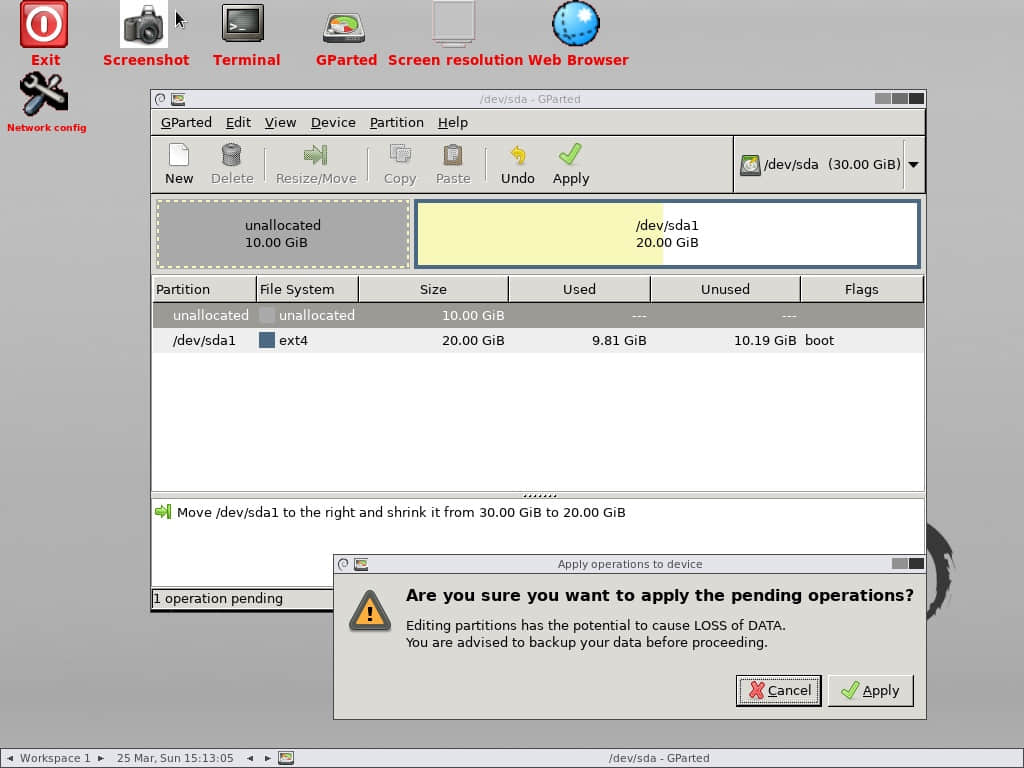 Exit
Screenshot
Terminal
GParted
Screen resolution
Web Browser
Network config
/dev/sda - GParted
GParted Edit View Device Partition Help
New Delete Resize/Move Copy Paste Undo Apply
/dev/sda (30.00 GiB)
unallocated
10.00 GiB
/dev/sda1
20.00 GiB
Partition File System Size Used Unused Flags
unallocated unallocated 10.00 GiB --- ---
/dev/sda1 ext4 20.00 GiB 9.81 GiB 10.19 GiB boot
Move /dev/sda1 to the right and shrink it from 30.00 GiB to 20.00 GiB
1 operation pending
Apply operations to device
Are you sure you want to apply the pending operations?
Editing partitions has the potential to cause LOSS of DATA.
You are advised to backup your data before proceeding.
Cancel Apply
Workspace 1 25 Mar, Sun 15:13:05 /dev/sda - GParted